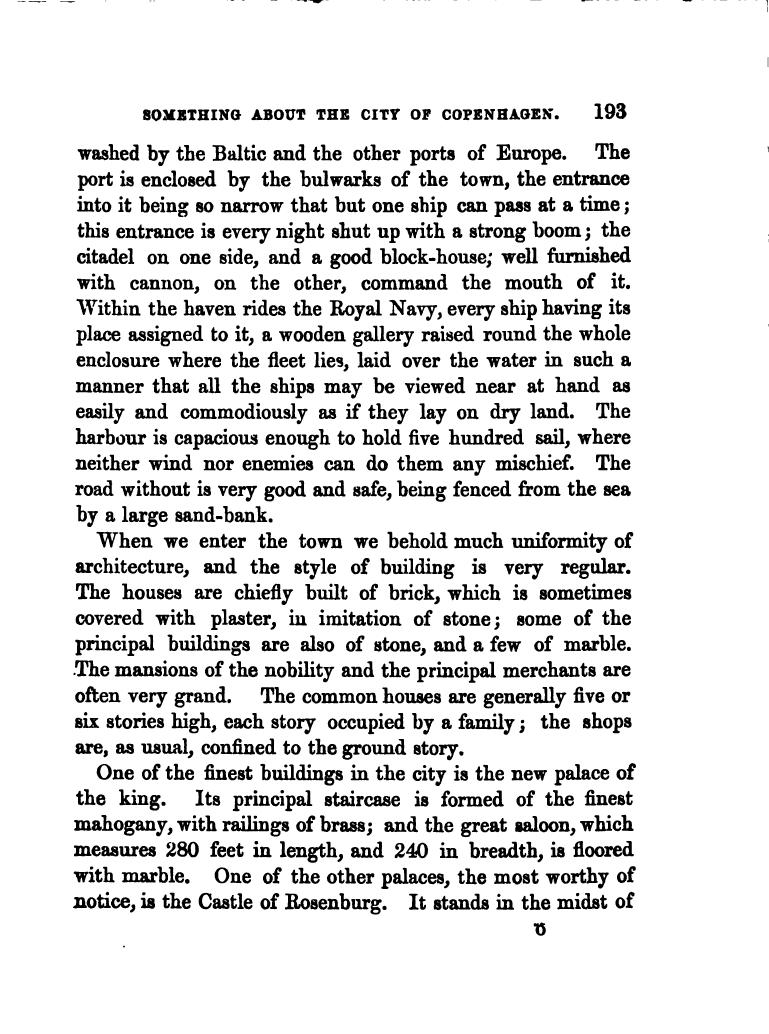 SOMETHING ABOUT THE CITY OF COPENHAGEN. 193
washed by the Baltic and the other ports of Europe. The
port is enclosed by the bulwarks of the town, the entrance
into it being so narrow that but one ship can pass at a time;
this entrance is every night shut up with a strong boom; the
citadel on one side, and a good block-house; well furnished
with cannon, on the other, command the mouth of it.
Within the haven rides the Royal Navy, every ship having its
place assigned to it, a wooden gallery raised round the whole
enclosure where the fleet lies, laid over the water in such a
manner that all the ships may be viewed near at hand as
easily and commodiously as if they lay on dry land. The
harbour is capacious enough to hold five hundred sail, where
neither wind nor enemies can do them any mischief. The
road without is very good and safe, being fenced from the sea
by a large sand-bank.
When we enter the town we behold much uniformity of
architecture, and the style of building is very regular.
The houses are chiefly built of brick, which is sometimes
covered with plaster, in imitation of stone; some of the
principal buildings are also of stone, and a few of marble.
The mansions of the nobility and the principal merchants are
often very grand. The common houses are generally five or
six stories high, each story occupied by a family; the shops
are, as usual, confined to the ground story.
One of the finest buildings in the city is the new palace of
the king. Its principal staircase is formed of the finest
mahogany, with railings of brass; and the great saloon, which
measures 280 feet in length, and 240 in breadth, is floored
with marble. One of the other palaces, the most worthy of
notice, is the Castle of Rosenburg. It stands in the midst of